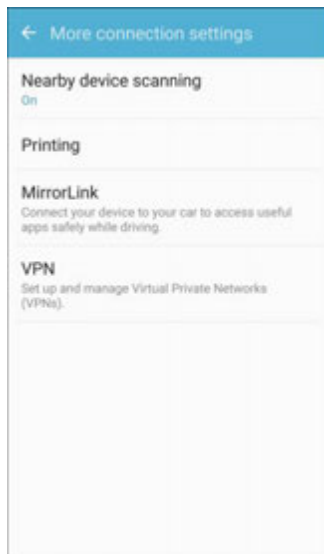 More connection settings
Nearby device scanning
On
Printing
MirrorLink
Connect your device to your car to access useful
apps safely while driving.
VPN
Set up and manage Virtual Private Networks
(VPNs).